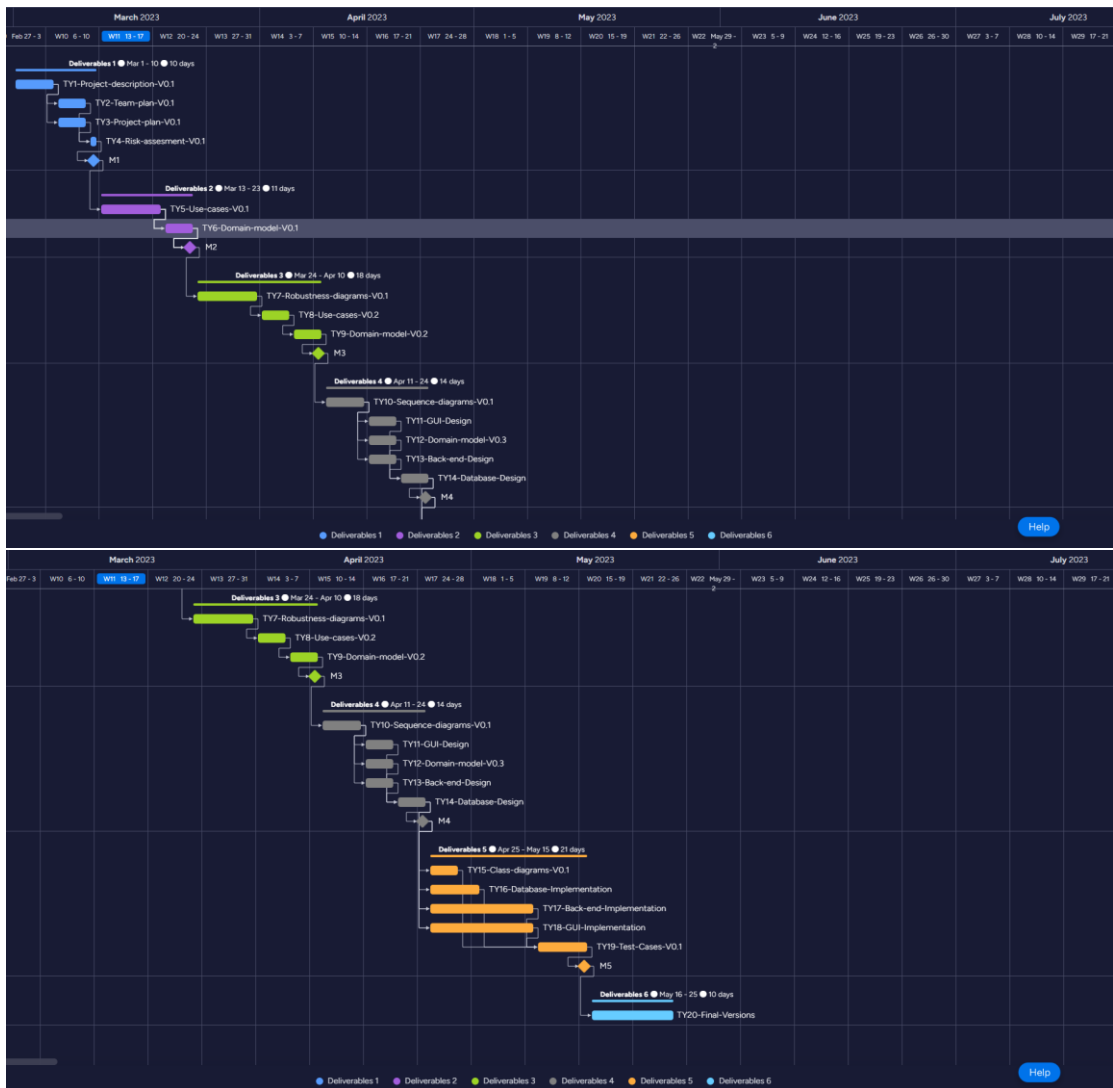 March 2023 April 2023 May 2023 June 2023 July 2023
Feb 27 - 3 W10 6 - 10 W11 13 - 17 W12 20 - 24 W13 27 - 31 W14 3 - 7 W15 10 - 14 W16 17 - 21 W17 24 - 28 W18 1 - 5 W19 8 - 12 W20 15 - 19 W21 22 - 26 W22 May 29 - 2 W23 5 - 9 W24 12 - 16 W25 19 - 23 W26 26 - 30 W27 3 - 7 W28 10 - 14 W29 17 - 21
Deliverables 1 ● Mar 1 - 10 ● 10 days
TY1-Project-description-V0.1
TY2-Team-plan-V0.1
TY3-Project-plan-V0.1
TY4-Risk-assesment-V0.1
M1
Deliverables 2 ● Mar 13 - 23 ● 11 days
TY5-Use-cases-V0.1
TY6-Domain-model-V0.1
M2
Deliverables 3 ● Mar 24 - Apr 10 ● 18 days
TY7-Robustness-diagrams-V0.1
TY8-Use-cases-V0.2
TY9-Domain-model-V0.2
M3
Deliverables 4 ● Apr 11 - 24 ● 14 days
TY10-Sequence-diagrams-V0.1
TY11-GUI-Design
TY12-Domain-model-V0.3
TY13-Back-end-Design
TY14-Database-Design
M4
Help
Deliverables 1 Deliverables 2 Deliverables 3 Deliverables 4 Deliverables 5 Deliverables 6
March 2023 April 2023 May 2023 June 2023 July 2023
Feb 27 - 3 W10 6 - 10 W11 13 - 17 W12 20 - 24 W13 27 - 31 W14 3 - 7 W15 10 - 14 W16 17 - 21 W17 24 - 28 W18 1 - 5 W19 8 - 12 W20 15 - 19 W21 22 - 26 W22 May 29 - 2 W23 5 - 9 W24 12 - 16 W25 19 - 23 W26 26 - 30 W27 3 - 7 W28 10 - 14 W29 17 - 21
Deliverables 3 ● Mar 24 - Apr 10 ● 18 days
TY7-Robustness-diagrams-V0.1
TY8-Use-cases-V0.2
TY9-Domain-model-V0.2
M3
Deliverables 4 ● Apr 11 - 24 ● 14 days
TY10-Sequence-diagrams-V0.1
TY11-GUI-Design
TY12-Domain-model-V0.3
TY13-Back-end-Design
TY14-Database-Design
M4
Deliverables 5 ● Apr 25 - May 15 ● 21 days
TY15-Class-diagrams-V0.1
TY16-Database-Implementation
TY17-Back-end-Implementation
TY18-GUI-Implementation
TY19-Test-Cases-V0.1
M5
Deliverables 6 ● May 16 - 25 ● 10 days
TY20-Final-Versions
Help
Deliverables 1 Deliverables 2 Deliverables 3 Deliverables 4 Deliverables 5 Deliverables 6